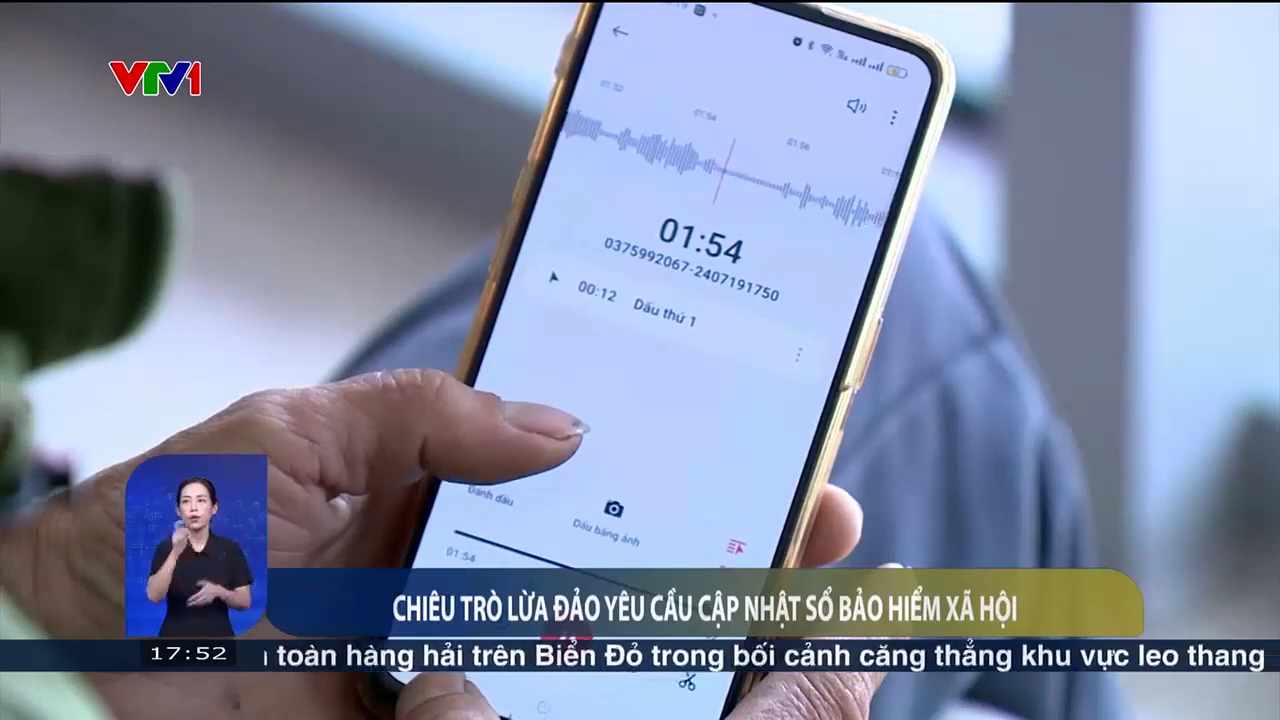 VTV1
01:52
01:54
01:56
01:54
0375992067-2407191750
00:12 Dấu thứ 1
Đánh dấu
Dấu bằng ảnh
01:54
CHIÊU TRÒ LỪA ĐẢO YÊU CẦU CẬP NHẬT SỔ BẢO HIỂM XÃ HỘI
17:52
toàn hàng hải trên Biển Đỏ trong bối cảnh căng thẳng khu vực leo thang